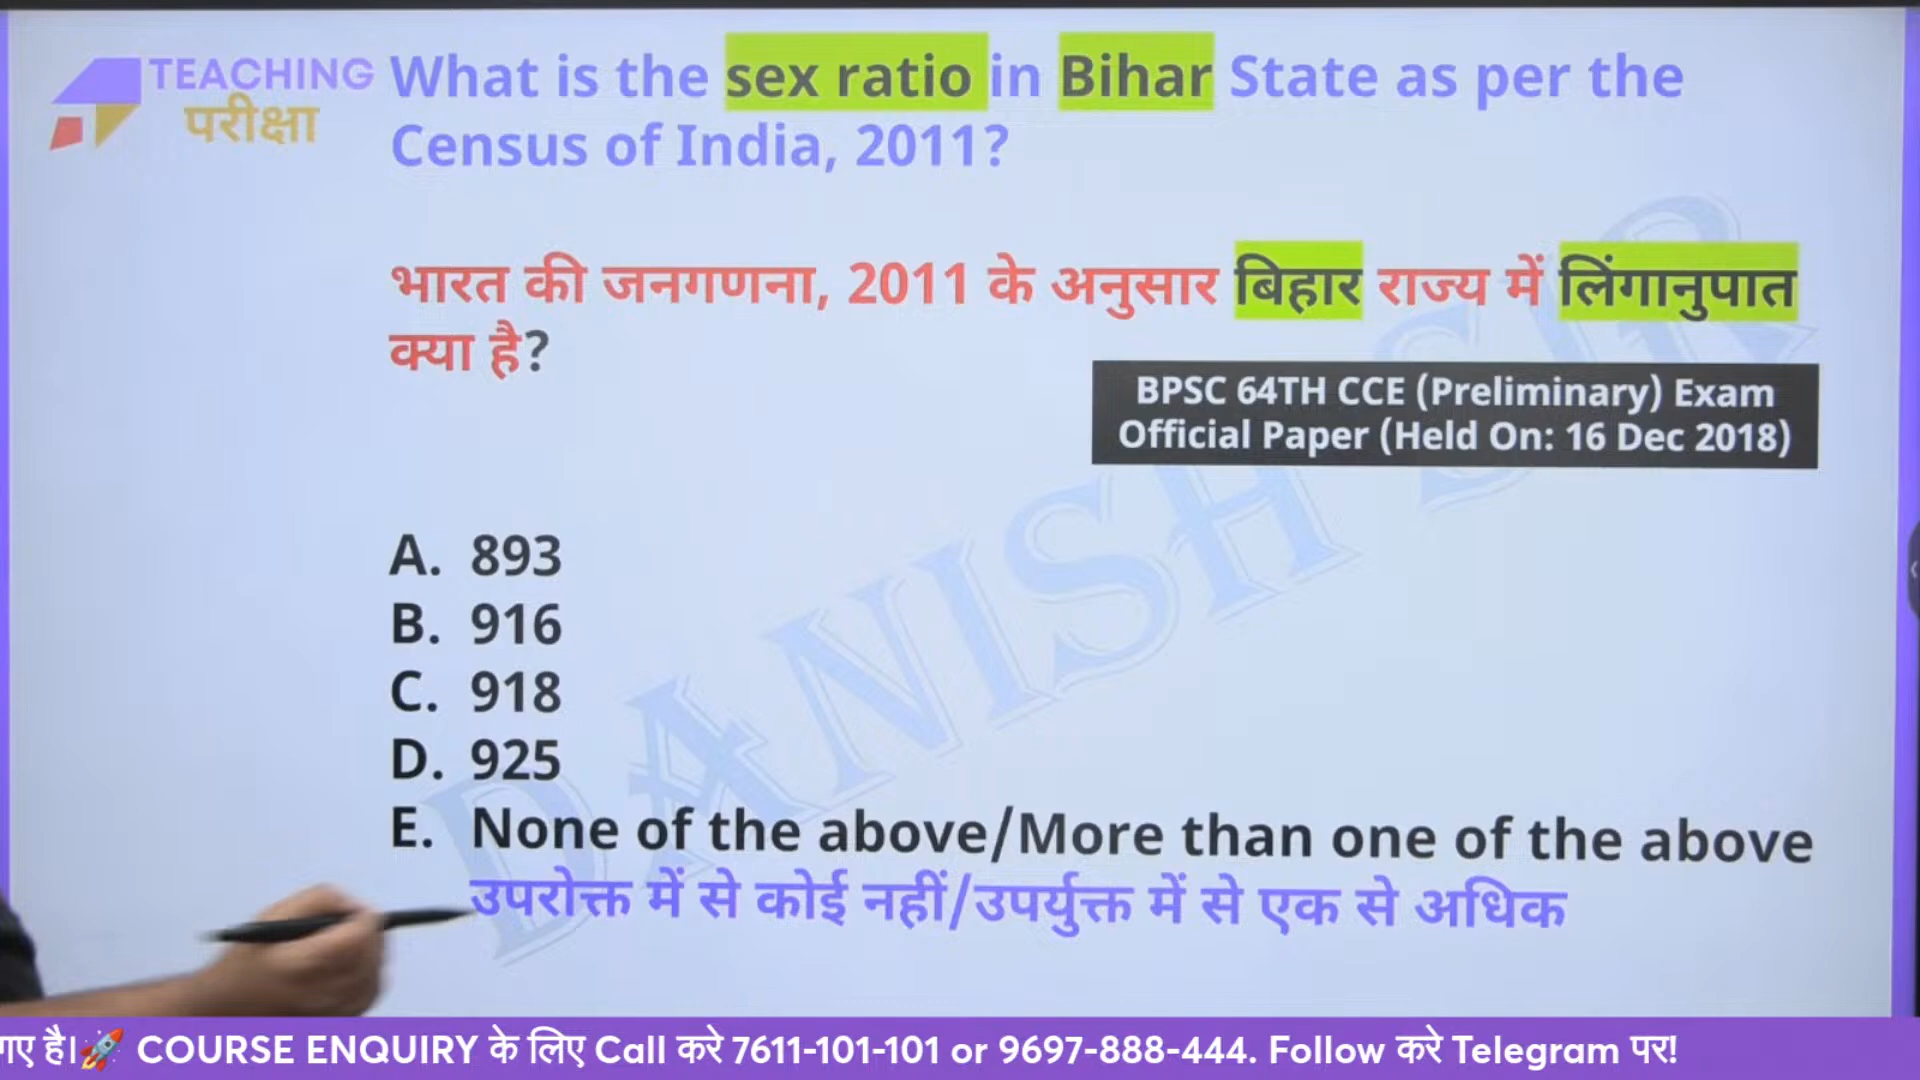 TEACHING
परीक्षा
What is the sex ratio in Bihar State as per the
Census of India, 2011?
भारत की जनगणना, 2011 के अनुसार बिहार राज्य में लिंगानुपात
क्या है?
BPSC 64TH CCE (Preliminary) Exam
Official Paper (Held On: 16 Dec 2018)
DANISH SIR
A. 893
B. 916
C. 918
D. 925
E. None of the above/More than one of the above
उपरोक्त में से कोई नहीं/उपर्युक्त में से एक से अधिक
गए है।🚀 COURSE ENQUIRY के लिए Call करे 7611-101-101 or 9697-888-444. Follow करे Telegram पर!